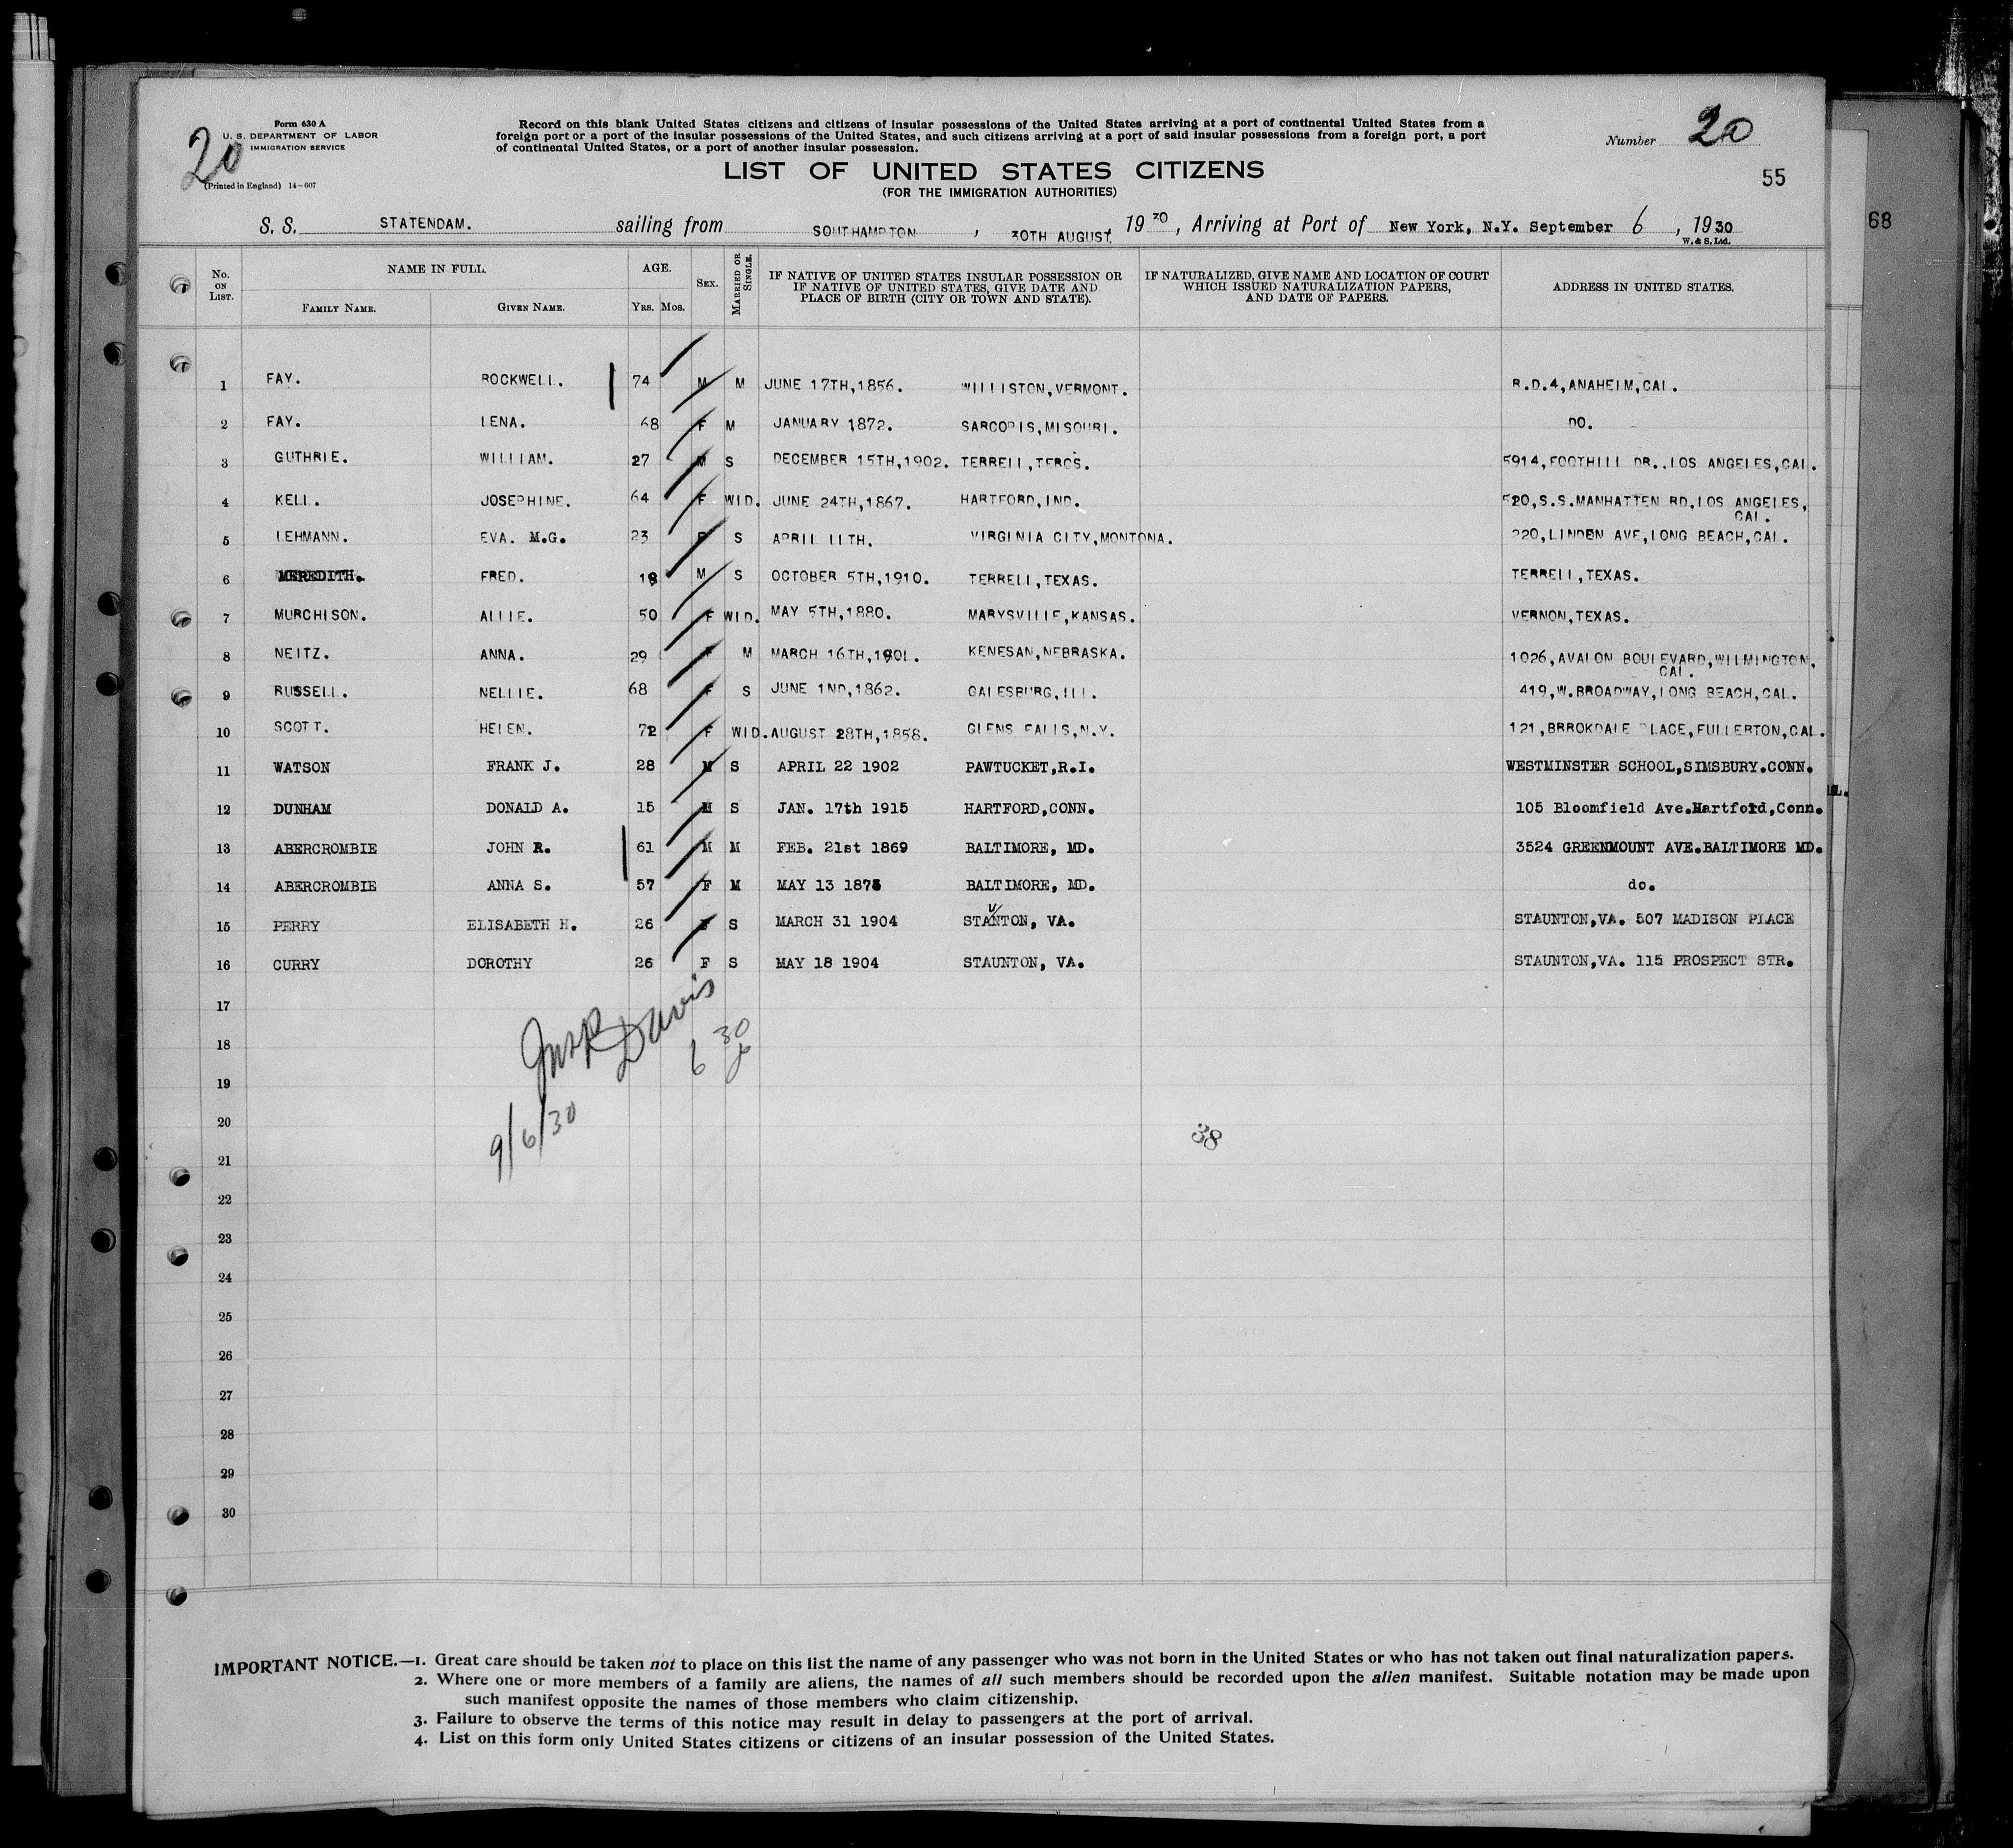 Form 630 A
U. S. DEPARTMENT OF LABOR
IMMIGRATION SERVICE
20
(Printed in England) 14-607
Record on this blank United States citizens and citizens of insular possessions of the United States arriving at a port of continental United States from a
foreign port or a port of the insular possessions of the United States, and such citizens arriving at a port of said insular possessions from a foreign port, a port
of continental United States, or a port of another insular possession.
LIST OF UNITED STATES CITIZENS
(FOR THE IMMIGRATION AUTHORITIES)
Number 20
55
68
S. S. STATENDAM. sailing from SOUTHAMPTON , 30TH AUGUST. 19 30, Arriving at Port of New York, N.Y. September 6, 1930
W. & S. Ltd.
No. ON LIST. NAME IN FULL. FAMILY NAME. GIVEN NAME. AGE. YRS. MOS. SEX. MARRIED OR SINGLE. IF NATIVE OF UNITED STATES INSULAR POSSESSION OR IF NATIVE OF UNITED STATES, GIVE DATE AND PLACE OF BIRTH (CITY OR TOWN AND STATE). IF NATURALIZED, GIVE NAME AND LOCATION OF COURT WHICH ISSUED NATURALIZATION PAPERS, AND DATE OF PAPERS. ADDRESS IN UNITED STATES.
1 FAY. ROCKWELL. 74 M M JUNE 17TH,1856. WILLISTON,VERMONT. R.D.4,ANAHEIM,CAL.
2 FAY. LENA. 68 F M JANUARY 1872. SARCOPIS,MISOURI. DO.
3 GUTHRIE. WILLIAM. 27 M S DECEMBER 15TH,1902. TERRELL, 5914,FOOTHILL DR.,LOS ANGELES,CAL.
4 KELL. JOSEPHINE. 64 F WID. JUNE 24TH,1867. HARTFORD,IND. 520,S.S.MANHATTEN RD,LOS ANGELES,
CAL.
5 LEHMANN. EVA. M.G. 23 F S APRIL 11TH. VIRGINIA CITY,MONTONA. 220,LINDEN AVE,LONG BEACH,CAL.
6 MEREDITH. FRED. 19 M S OCTOBER 5TH,1910. TERRELL,TEXAS. TERRELL,TEXAS.
7 MURCHISON. ALLIE. 50 F WID. MAY 5TH,1880. MARYSVILLE,KANSAS. VERNON,TEXAS.
8 NEITZ. ANNA. 29 F M MARCH 16TH,1901. KENESAN,NEBRASKA. 1026,AVALON BOULEVARD,WILMINGTON,
CAL.
9 RUSSELL. NELLIE. 68 F S JUNE 1ND,1862. GALESBURG,ILL. 419,W.BROADWAY,LONG BEACH,CAL.
10 SCOTT. HELEN. 72 F WID. AUGUST 28TH,1858. GLENS FALLS,N.Y. 121,BRROKDALE PLACE,FULLERTON,CAL.
11 WATSON FRANK J. 28 M S APRIL 22 1902 PAWTUCKET,R.I. WESTMINSTER SCHOOL,SIMSBURY.CONN.
12 DUNHAM DONALD A. 15 M S JAN. 17th 1915 HARTFORD,CONN. 105 Bloomfield Ave.Hartford,Conn.
13 ABERCROMBIE JOHN R. 61 M M FEB. 21st 1869 BALTIMORE, MD. 3524 GREENMOUNT AVE.BALTIMORE MD.
14 ABERCROMBIE ANNA S. 57 F M MAY 13 1873 BALTIMORE, MD. do.
15 PERRY ELISABETH H. 26 F S MARCH 31 1904 STANTON, VA. STAUNTON,VA. 507 MADISON PLACE
16 CURRY DOROTHY 26 F S MAY 18 1904 STAUNTON, VA. STAUNTON,VA. 115 PROSPECT STR.
17
18 Davis 6 30
19
9/6/30
20
38
21
22
23
24
25
26
27
28
29
30
IMPORTANT NOTICE.—1. Great care should be taken not to place on this list the name of any passenger who was not born in the United States or who has not taken out final naturalization papers.
2. Where one or more members of a family are aliens, the names of all such members should be recorded upon the alien manifest. Suitable notation may be made upon
such manifest opposite the names of those members who claim citizenship.
3. Failure to observe the terms of this notice may result in delay to passengers at the port of arrival.
4. List on this form only United States citizens or citizens of an insular possession of the United States.